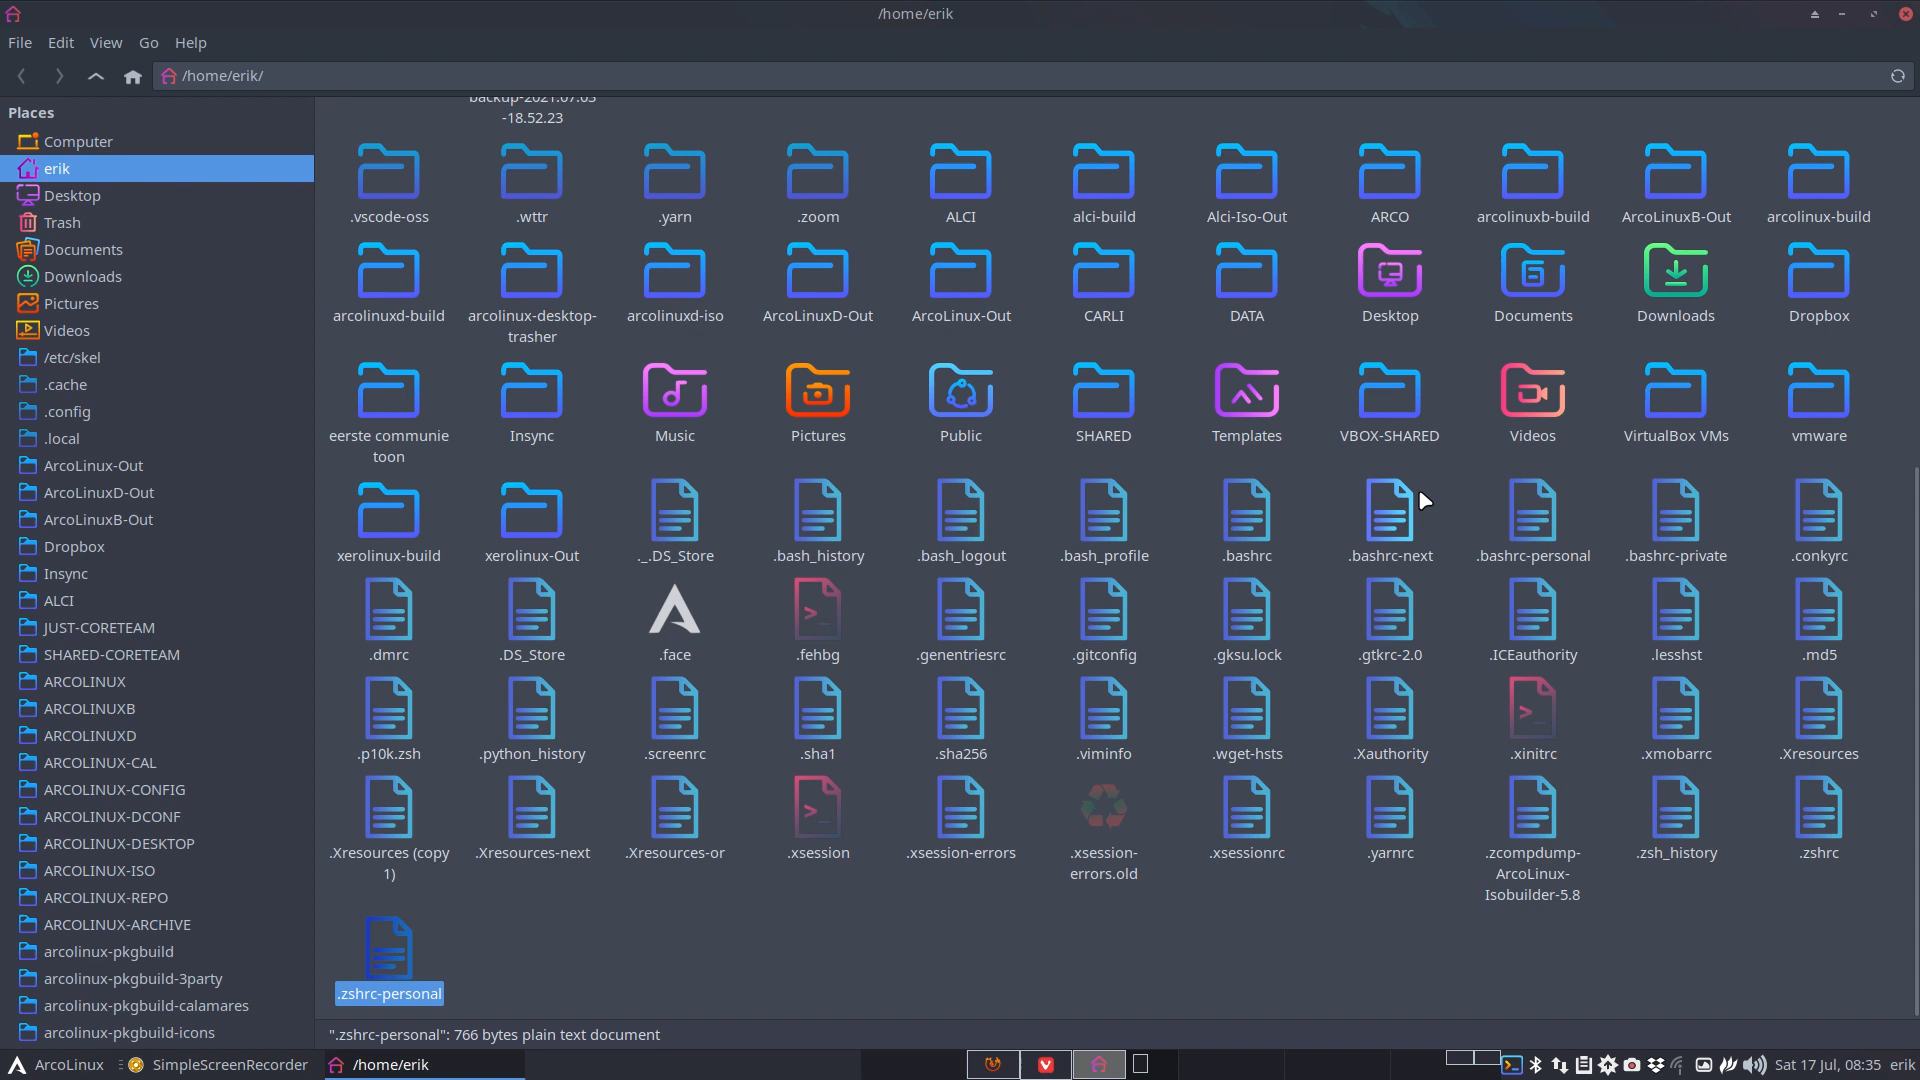 /home/erik
File Edit View Go Help
/home/erik/
Places
Computer
erik
Desktop
Trash
Documents
Downloads
Pictures
Videos
/etc/skel
.cache
.config
.local
ArcoLinux-Out
ArcoLinuxD-Out
ArcoLinuxB-Out
Dropbox
Insync
ALCI
JUST-CORETEAM
SHARED-CORETEAM
ARCOLINUX
ARCOLINUXB
ARCOLINUXD
ARCOLINUX-CAL
ARCOLINUX-CONFIG
ARCOLINUX-DCONF
ARCOLINUX-DESKTOP
ARCOLINUX-ISO
ARCOLINUX-REPO
ARCOLINUX-ARCHIVE
arcolinux-pkgbuild
arcolinux-pkgbuild-3party
arcolinux-pkgbuild-calamares
arcolinux-pkgbuild-icons
backup-2021.07.03
-18.52.23
.vscode-oss .wttr .yarn .zoom ALCI alci-build Alci-Iso-Out ARCO arcolinuxb-build ArcoLinuxB-Out arcolinux-build
arcolinuxd-build arcolinux-desktop- arcolinuxd-iso ArcoLinuxD-Out ArcoLinux-Out CARLI DATA Desktop Documents Downloads Dropbox
trasher
eerste communie Insync Music Pictures Public SHARED Templates VBOX-SHARED Videos VirtualBox VMs vmware
toon
xerolinux-build xerolinux-Out ._.DS_Store .bash_history .bash_logout .bash_profile .bashrc .bashrc-next .bashrc-personal .bashrc-private .conkyrc
.dmrc .DS_Store .face .fehbg .genentriesrc .gitconfig .gksu.lock .gtkrc-2.0 .ICEauthority .lesshst .md5
.p10k.zsh .python_history .screenrc .sha1 .sha256 .viminfo .wget-hsts .Xauthority .xinitrc .xmobarrc .Xresources
.Xresources (copy .Xresources-next .Xresources-or .xsession .xsession-errors .xsession- .xsessionrc .yarnrc .zcompdump- .zsh_history .zshrc
1) errors.old ArcoLinux-
Isobuilder-5.8
.zshrc-personal
".zshrc-personal": 766 bytes plain text document
ArcoLinux SimpleScreenRecorder /home/erik Sat 17 Jul, 08:35 erik